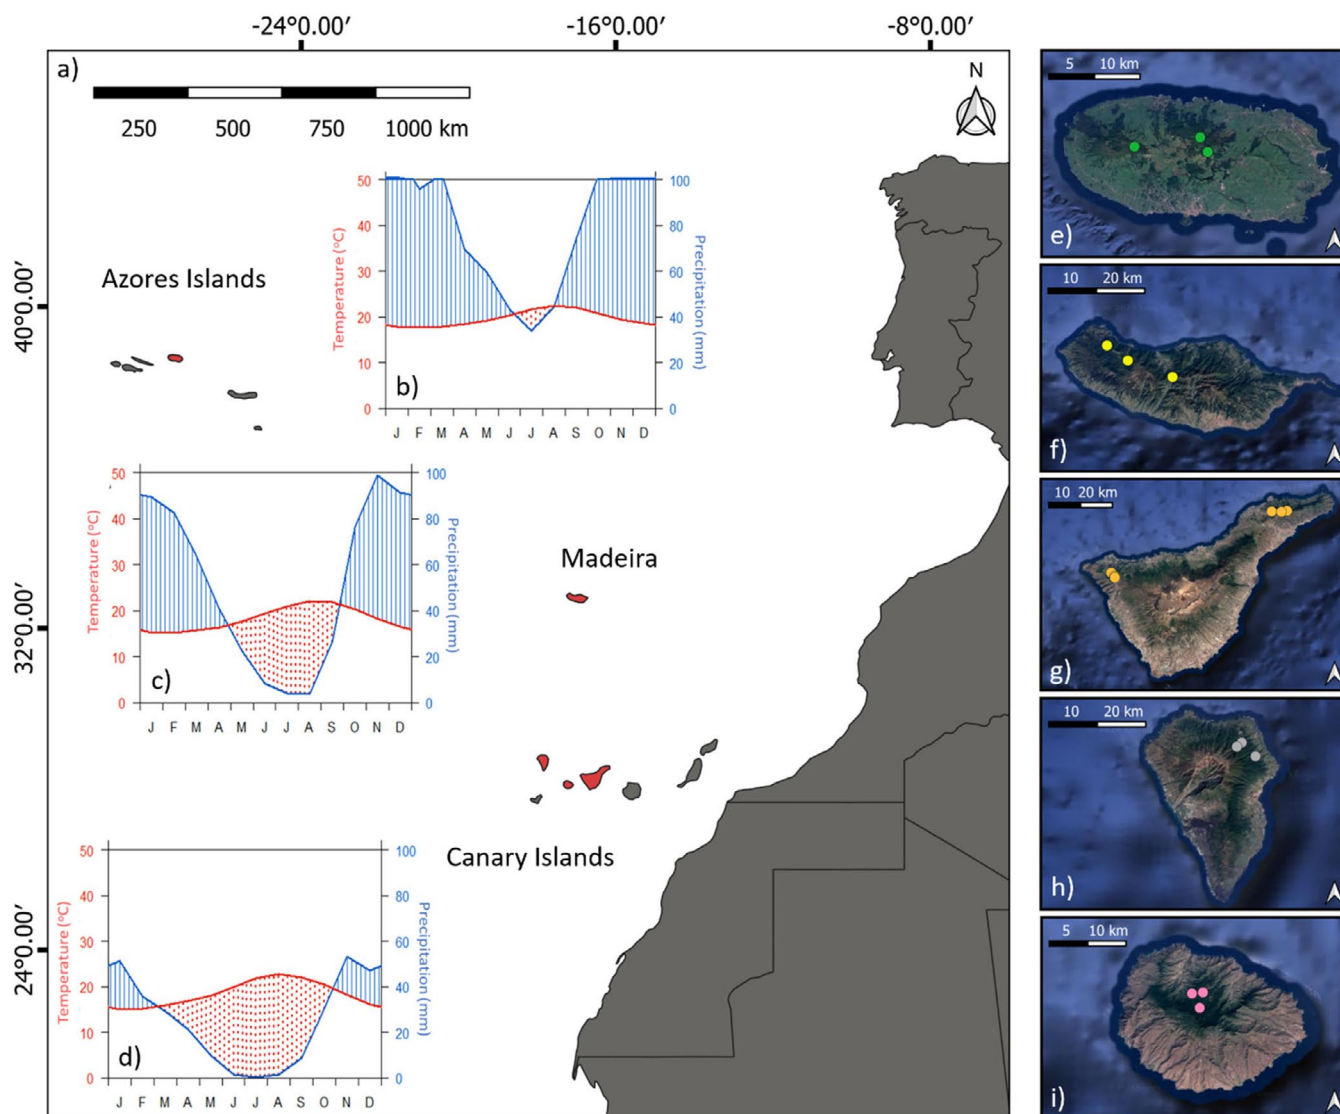 -24°0.00′ -16°0.00′ -8°0.00′
a)
250 500 750 1000 km
N
40°0.00′
32°0.00′
24°0.00′
Azores Islands
Madeira
Canary Islands
Temperature (°C)
50
40
30
20
10
0
Precipitation (mm)
100
80
60
40
20
0
b)
J F M A M J J A S O N D
Temperature (°C)
50
40
30
20
10
0
Precipitation (mm)
100
80
60
40
20
0
c)
J F M A M J J A S O N D
Temperature (°C)
50
40
30
20
10
0
Precipitation (mm)
100
80
60
40
20
0
d)
J F M A M J J A S O N D
5 10 km
e)
10 20 km
f)
10 20 km
g)
10 20 km
h)
5 10 km
i)